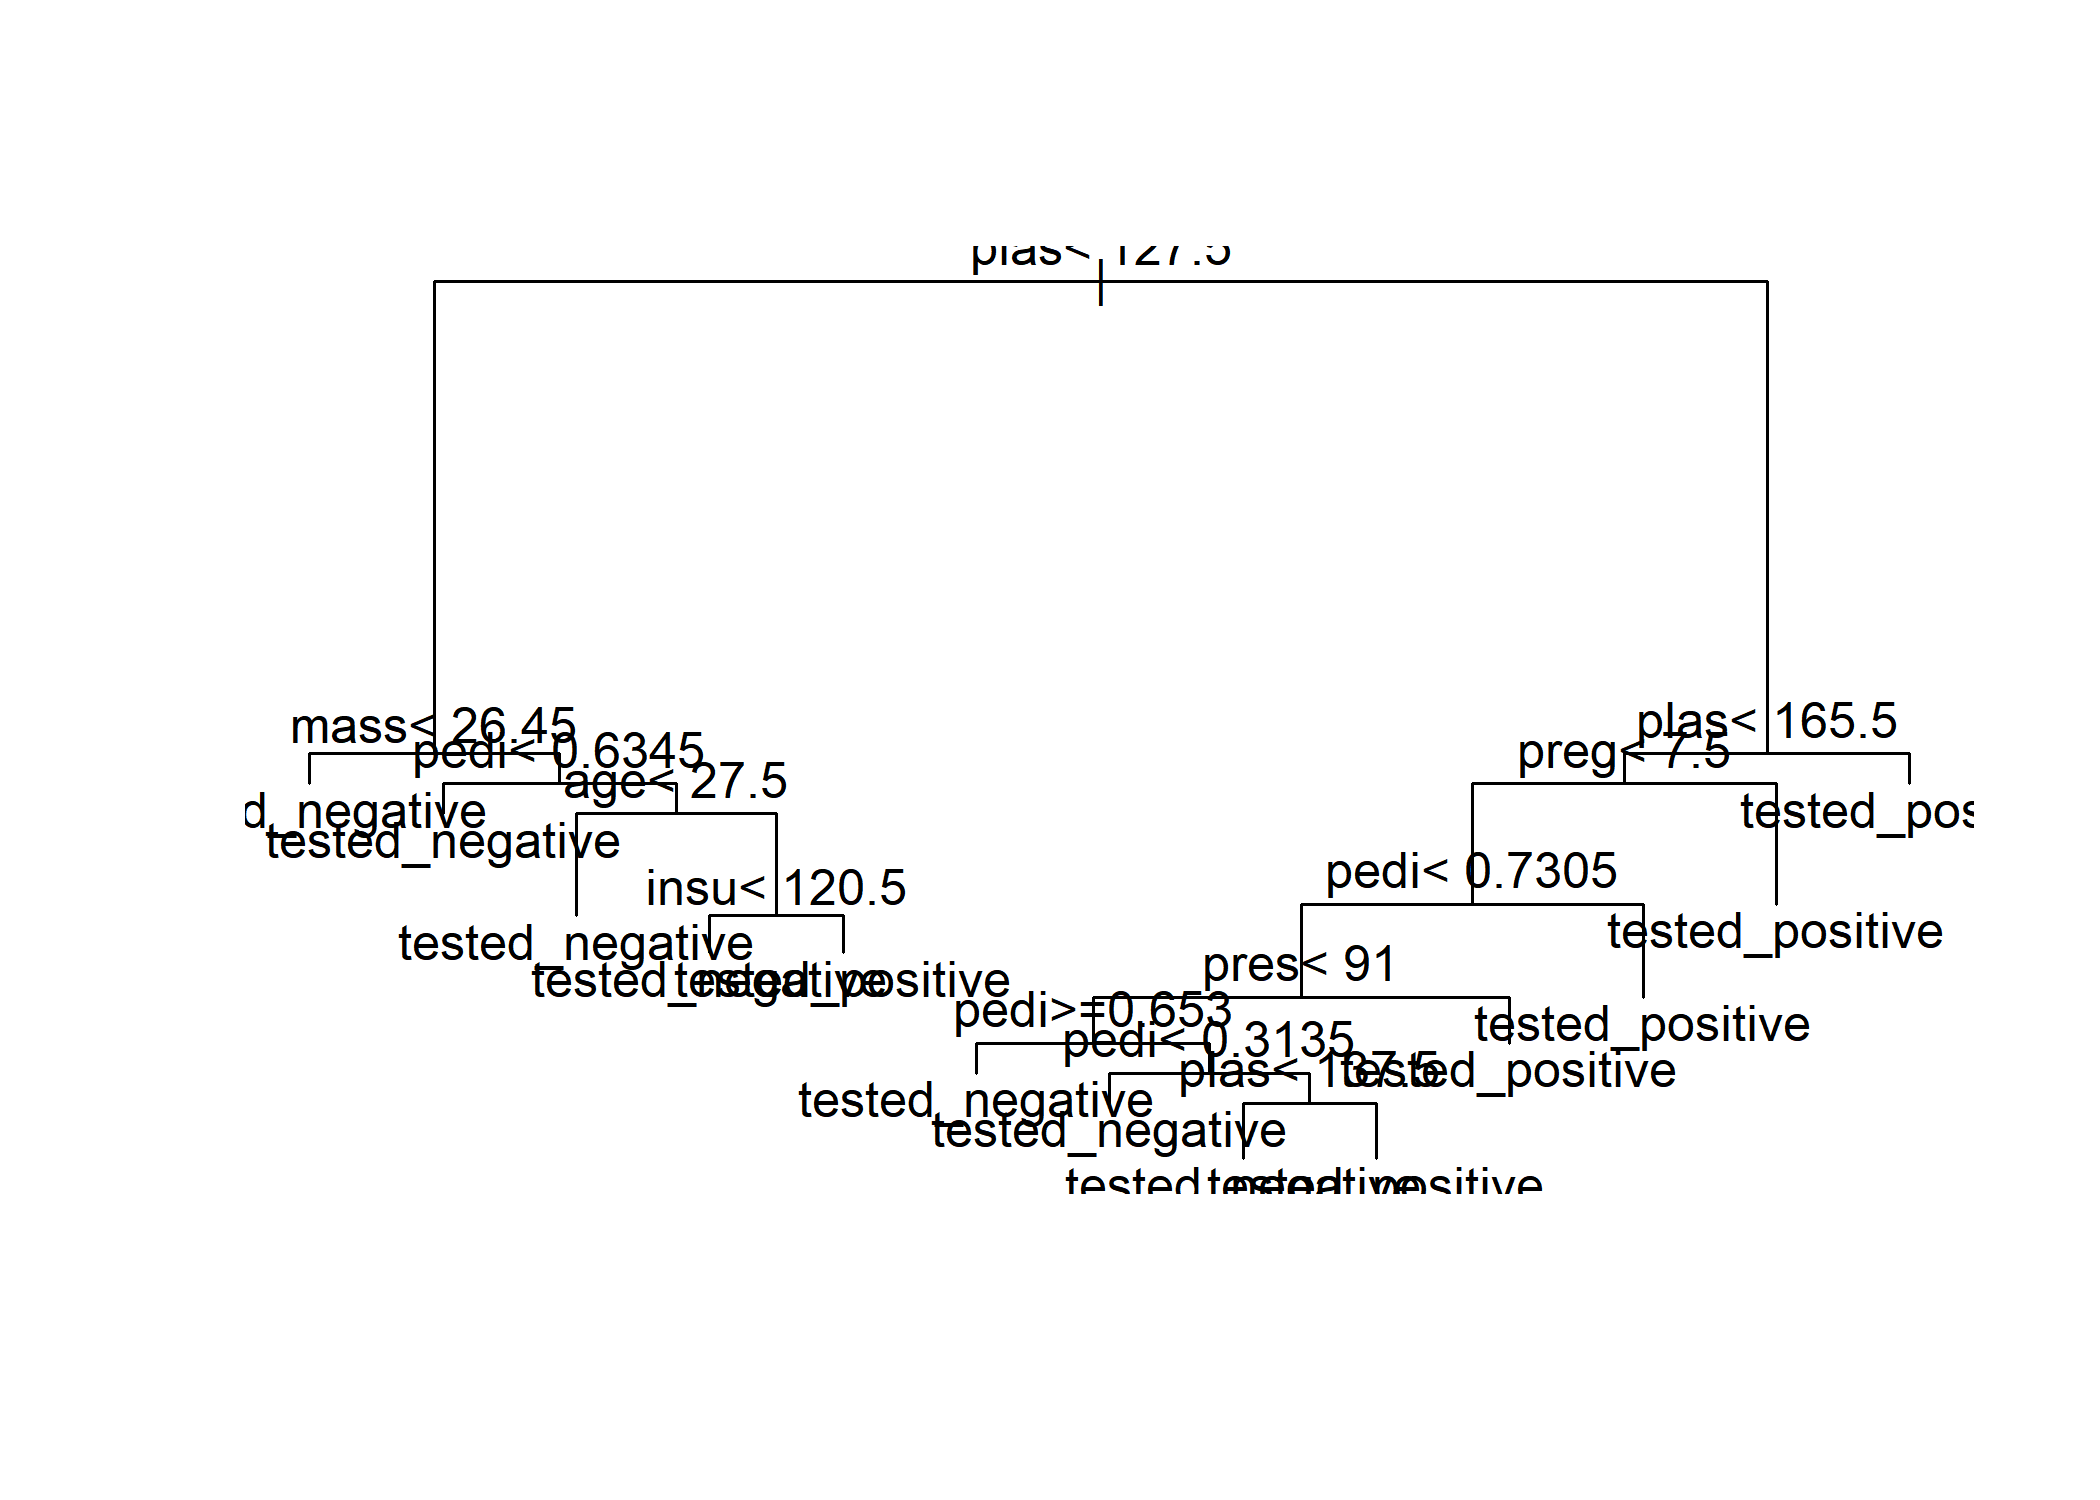 plas< 127.5
mass< 26.45
plas< 165.5
pedi< 0.6345
preg< 7.5
age< 27.5
d_negative
tested_pos
tested_negative
pedi< 0.7305
insu< 120.5
tested_positive
tested_negative
pres< 91
tested_negative
tested_positive
pedi>=0.653
tested_positive
pedi< 0.3135
plas< 137.5
tested_positive
tested_negative
tested_negative
tested_negative
tested_positive